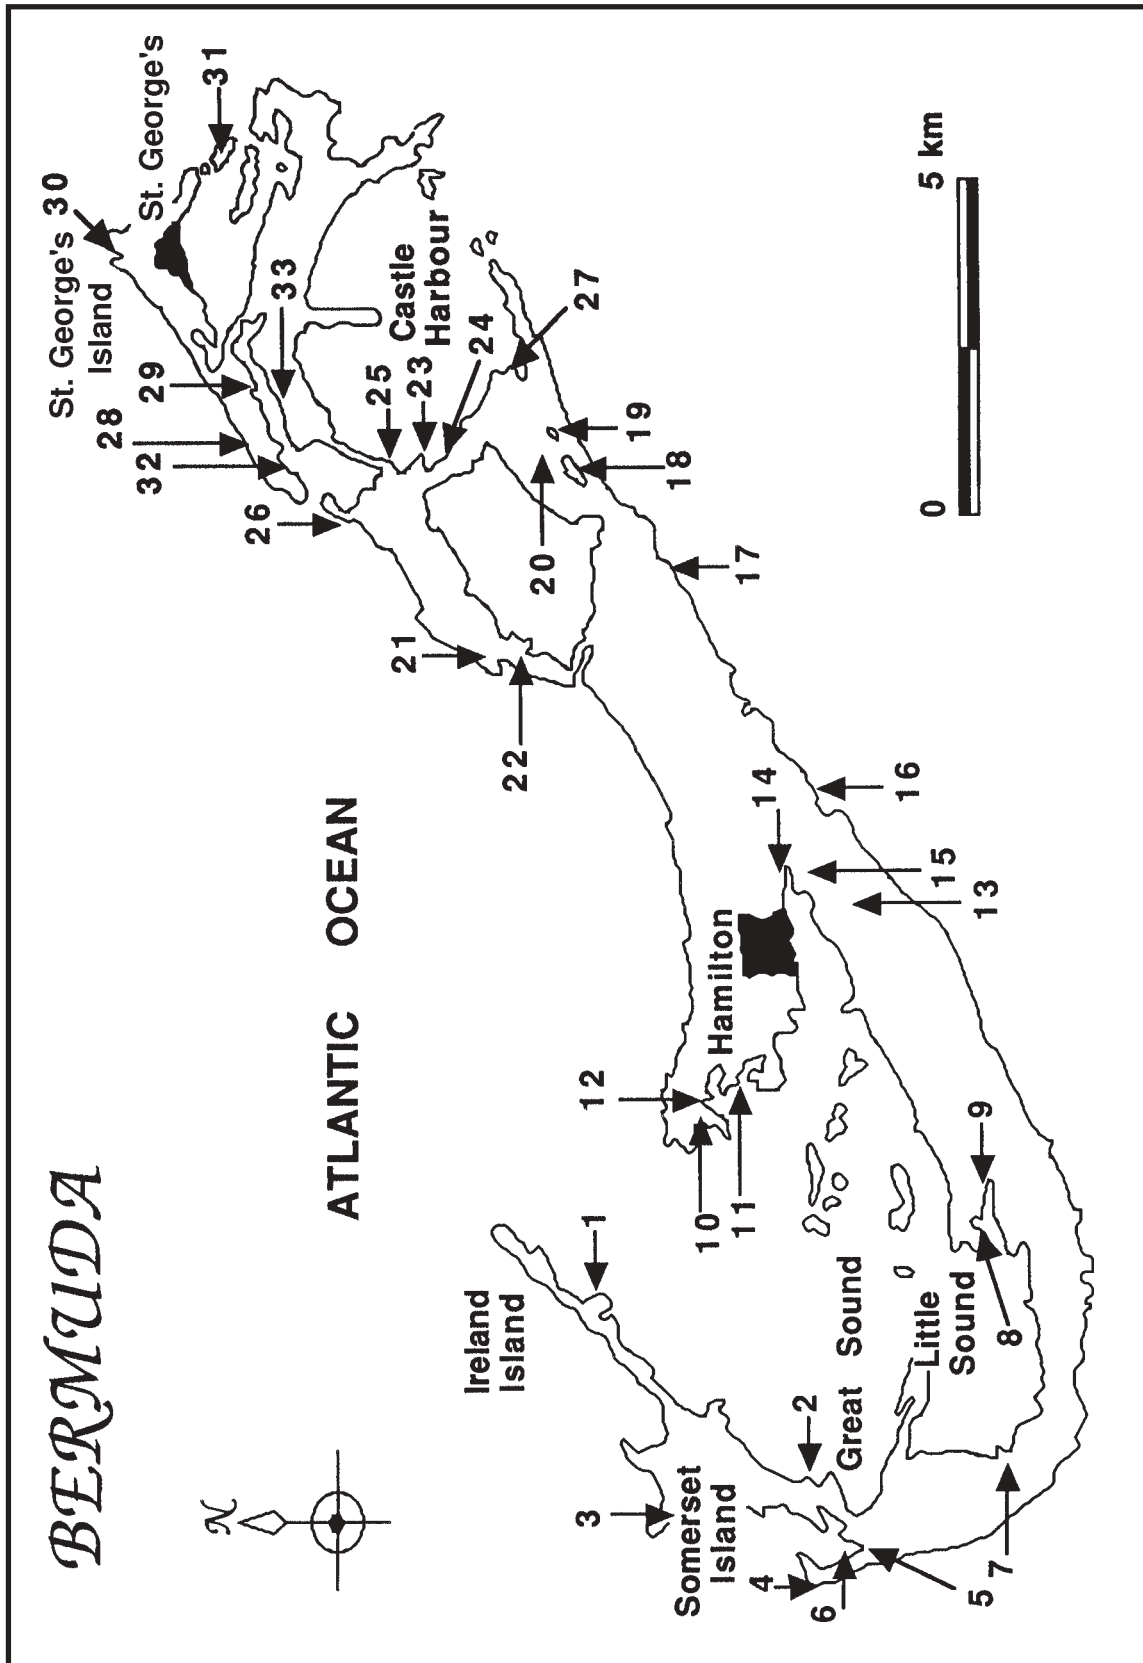 BERMUDA
N
ATLANTIC OCEAN
St. George's
Island
St. George's
Castle
Harbour
Hamilton
Ireland
Island
Somerset
Island
Great Sound
Little
Sound
1
2
3
4
5
6
7
8
9
10
11
12
13
14
15
16
17
18
19
20
21
22
23
24
25
26
27
28
29
30
31
32
33
0
5 km